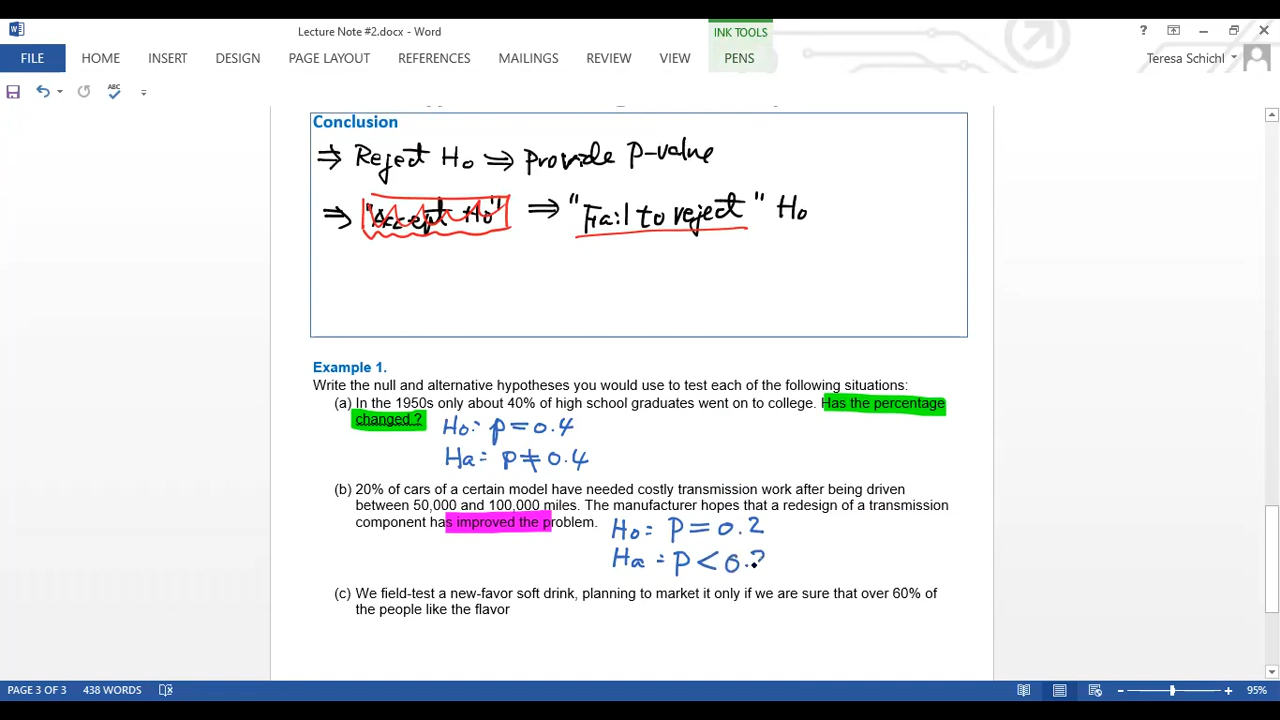 Lecture Note #2.docx - Word
INK TOOLS
FILE HOME INSERT DESIGN PAGE LAYOUT REFERENCES MAILINGS REVIEW VIEW PENS
Teresa Schichl
Conclusion
⇒ Reject Ho ⇒ Provide P-value
⇒ "Accept Ho" ⇒ "Fail to reject" Ho
Example 1.
Write the null and alternative hypotheses you would use to test each of the following situations:
(a) In the 1950s only about 40% of high school graduates went on to college. Has the percentage
changed ?
Ho: p = 0.4
Ha: p ≠ 0.4
(b) 20% of cars of a certain model have needed costly transmission work after being driven
between 50,000 and 100,000 miles. The manufacturer hopes that a redesign of a transmission
component has improved the problem.
Ho: P = 0.2
Ha: P < 0.2
(c) We field-test a new-favor soft drink, planning to market it only if we are sure that over 60% of
the people like the flavor
PAGE 3 OF 3 438 WORDS 95%